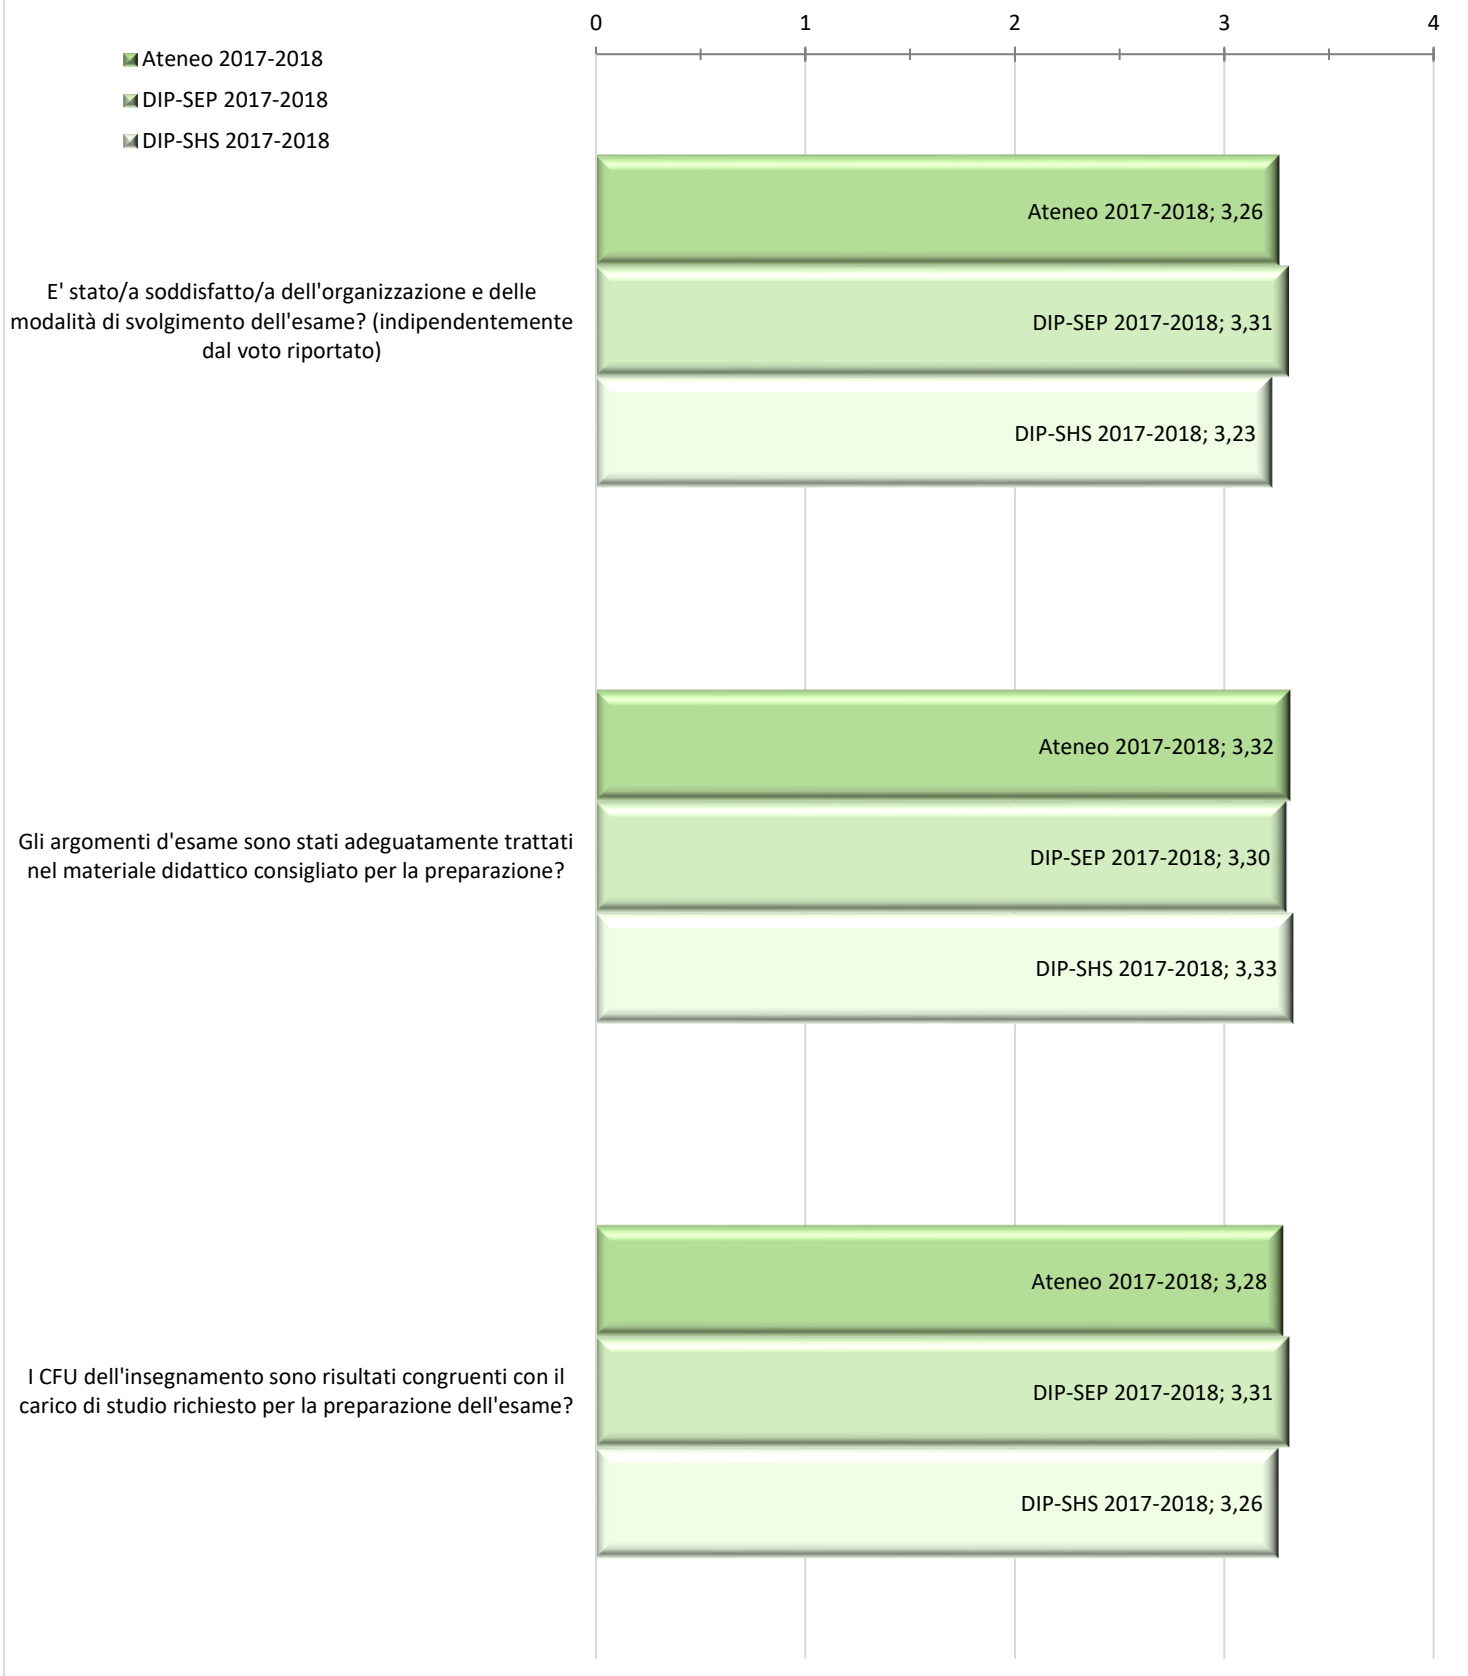 0 1 2 3 4
Ateneo 2017-2018
DIP-SEP 2017-2018
DIP-SHS 2017-2018
E' stato/a soddisfatto/a dell'organizzazione e delle
modalità di svolgimento dell'esame? (indipendentemente
dal voto riportato)
Ateneo 2017-2018; 3,26
DIP-SEP 2017-2018; 3,31
DIP-SHS 2017-2018; 3,23
Gli argomenti d'esame sono stati adeguatamente trattati
nel materiale didattico consigliato per la preparazione?
Ateneo 2017-2018; 3,32
DIP-SEP 2017-2018; 3,30
DIP-SHS 2017-2018; 3,33
I CFU dell'insegnamento sono risultati congruenti con il
carico di studio richiesto per la preparazione dell'esame?
Ateneo 2017-2018; 3,28
DIP-SEP 2017-2018; 3,31
DIP-SHS 2017-2018; 3,26